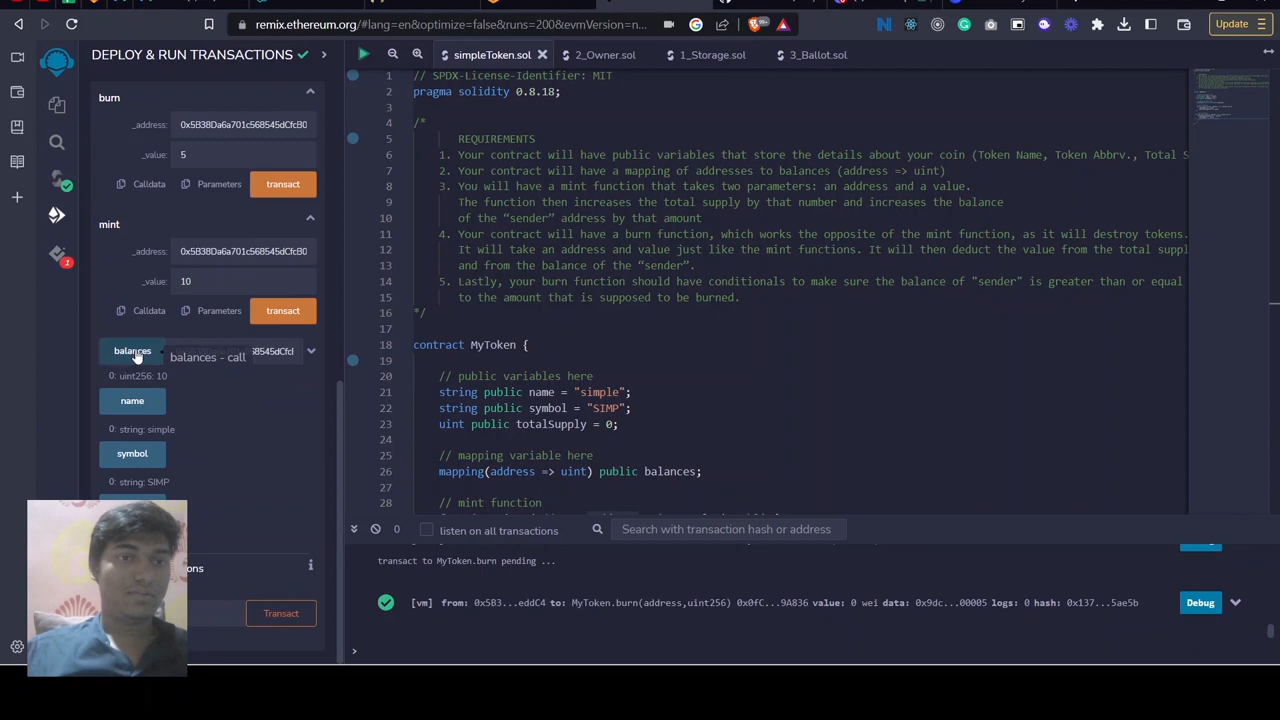 remix.ethereum.org/#lang=en&optimize=false&runs=200&evmVersion=n...
99+
Update
DEPLOY & RUN TRANSACTIONS
simpleToken.sol
2_Owner.sol
1_Storage.sol
3_Ballot.sol
burn
_address:
0x5B38Da6a701c568545dCfcB0
_value:
5
Calldata
Parameters
transact
mint
_address:
0x5B38Da6a701c568545dCfcB0
_value:
10
Calldata
Parameters
transact
balances
balances - call
8545dCfcI
0: uint256: 10
name
0: string: simple
symbol
0: string: SIMP
ons
Transact
1
1 // SPDX-License-Identifier: MIT
2 pragma solidity 0.8.18;
3
4 /*
5 REQUIREMENTS
6 1. Your contract will have public variables that store the details about your coin (Token Name, Token Abbrv., Total S
7 2. Your contract will have a mapping of addresses to balances (address => uint)
8 3. You will have a mint function that takes two parameters: an address and a value.
9 The function then increases the total supply by that number and increases the balance
10 of the “sender” address by that amount
11 4. Your contract will have a burn function, which works the opposite of the mint function, as it will destroy tokens.
12 It will take an address and value just like the mint functions. It will then deduct the value from the total suppl
13 and from the balance of the “sender”.
14 5. Lastly, your burn function should have conditionals to make sure the balance of "sender" is greater than or equal
15 to the amount that is supposed to be burned.
16 */
17
18 contract MyToken {
19
20 // public variables here
21 string public name = "simple";
22 string public symbol = "SIMP";
23 uint public totalSupply = 0;
24
25 // mapping variable here
26 mapping(address => uint) public balances;
27
28 // mint function
0
listen on all transactions
Search with transaction hash or address
transact to MyToken.burn pending ...
[vm] from: 0x5B3...eddC4 to: MyToken.burn(address,uint256) 0x0fC...9A836 value: 0 wei data: 0x9dc...00005 logs: 0 hash: 0x137...5ae5b
Debug
>